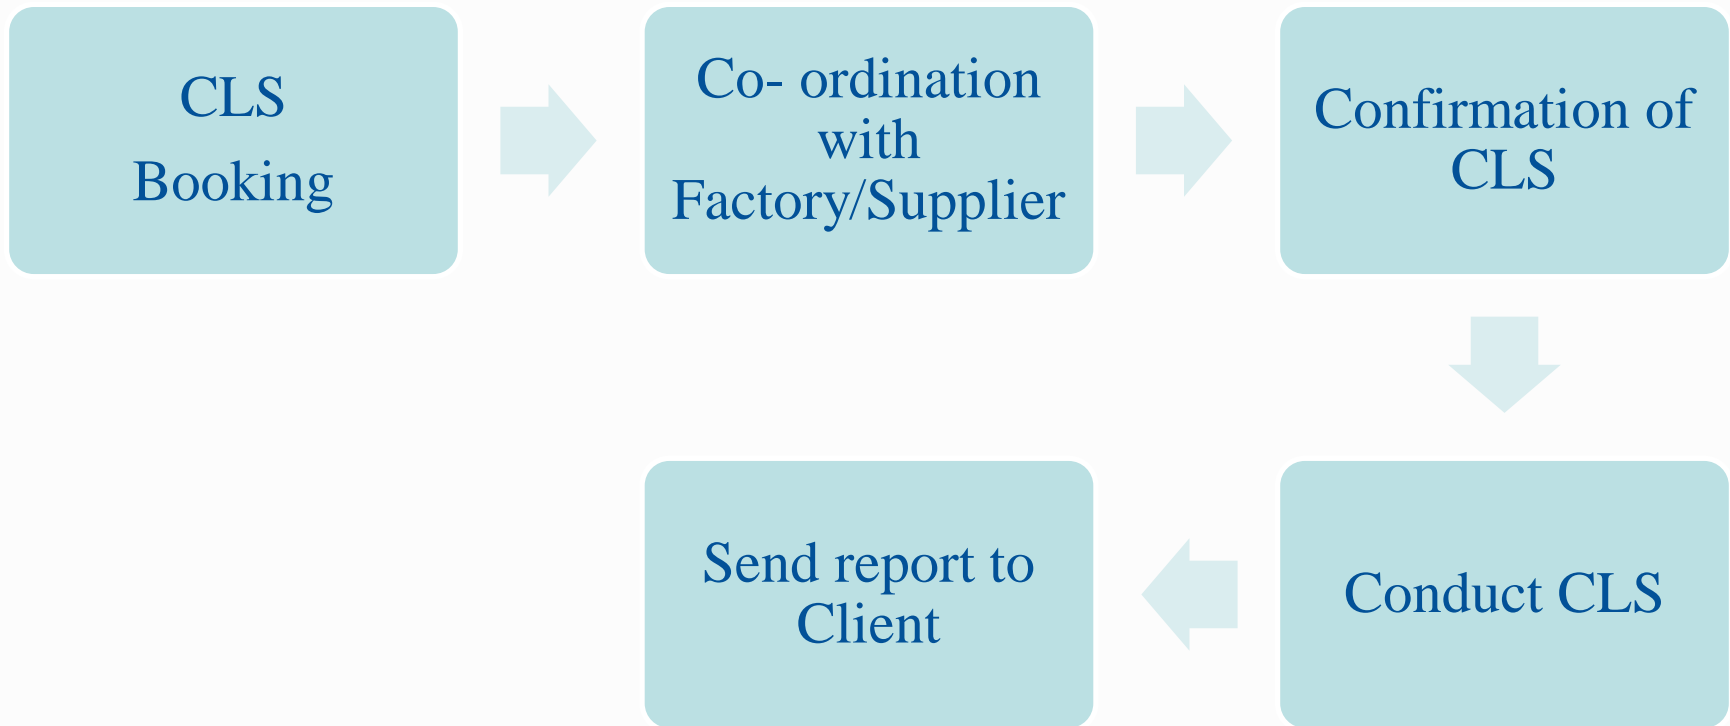 CLS
Booking
Co- ordination
with
Factory/Supplier
Confirmation of
CLS
Conduct CLS
Send report to
Client